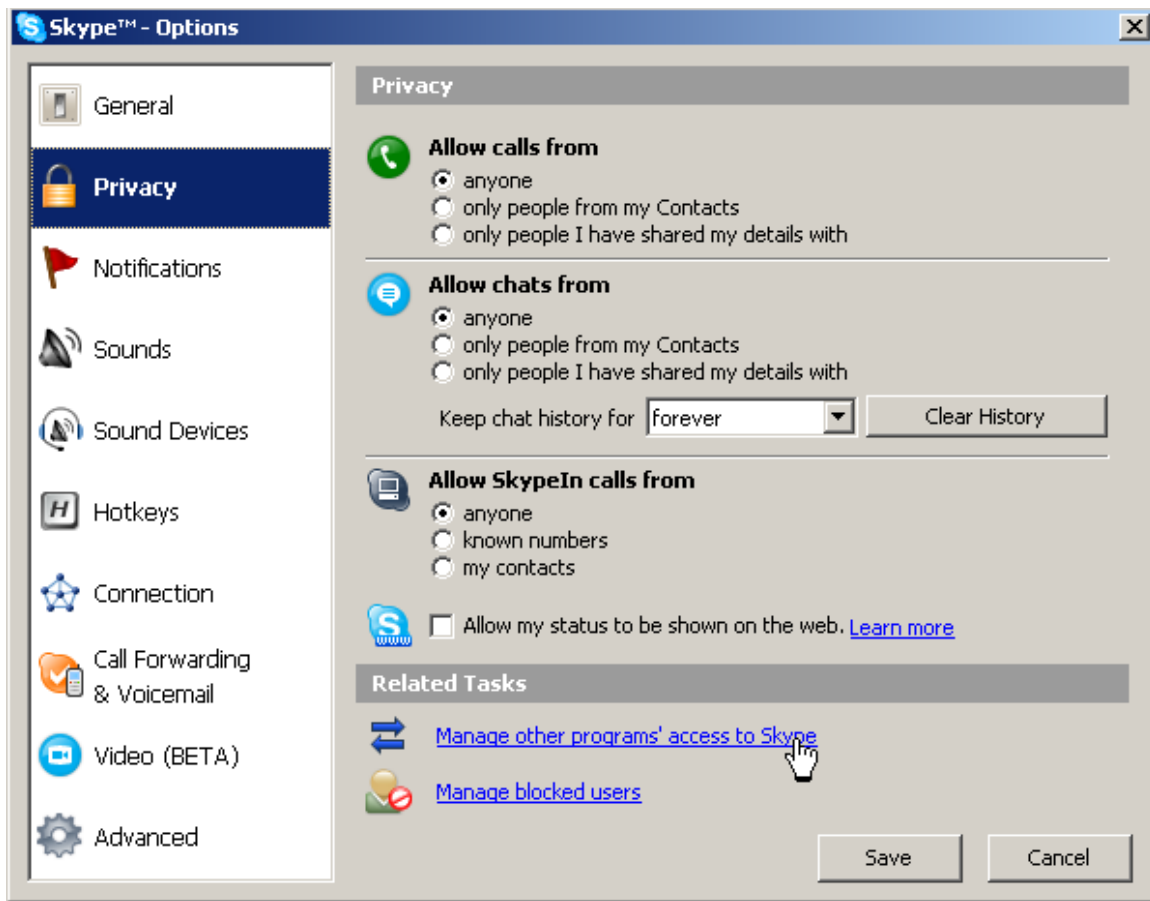 Skype™ - Options
General
Privacy
Notifications
Sounds
Sound Devices
H
Hotkeys
Connection
Call Forwarding
& Voicemail
Video (BETA)
Advanced
Privacy
Allow calls from
anyone
only people from my Contacts
only people I have shared my details with
Allow chats from
anyone
only people from my Contacts
only people I have shared my details with
Keep chat history for forever Clear History
Allow SkypeIn calls from
anyone
known numbers
my contacts
www Allow my status to be shown on the web. Learn more
Related Tasks
Manage other programs' access to Skype
Manage blocked users
Save Cancel